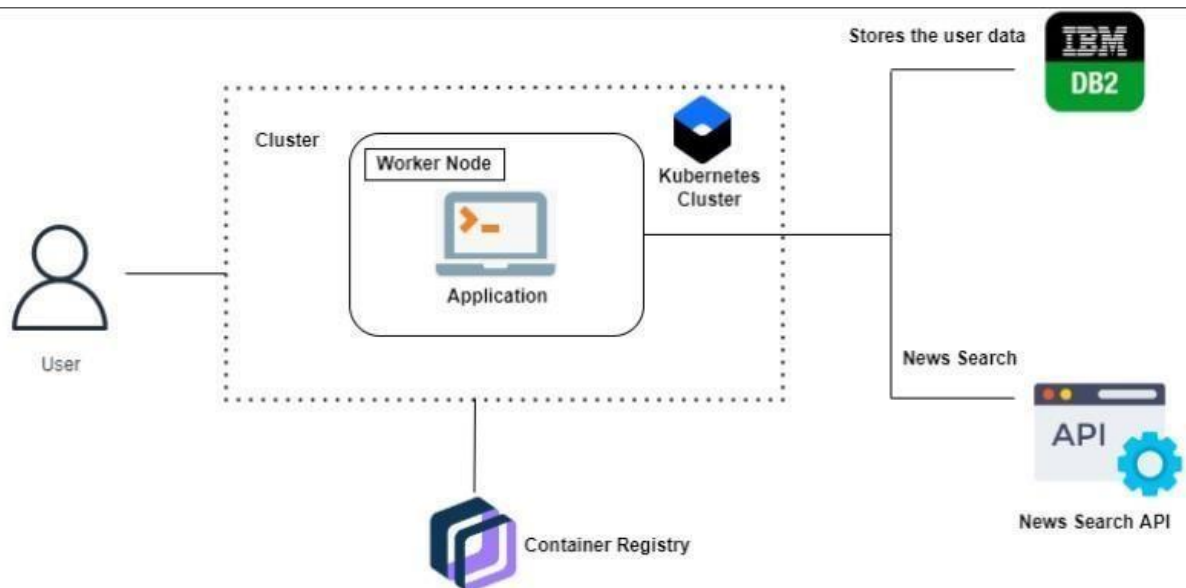 Stores the user data
IBM
DB2
Cluster
Worker Node
Kubernetes
Cluster
Application
User
News Search
API
News Search API
Container Registry